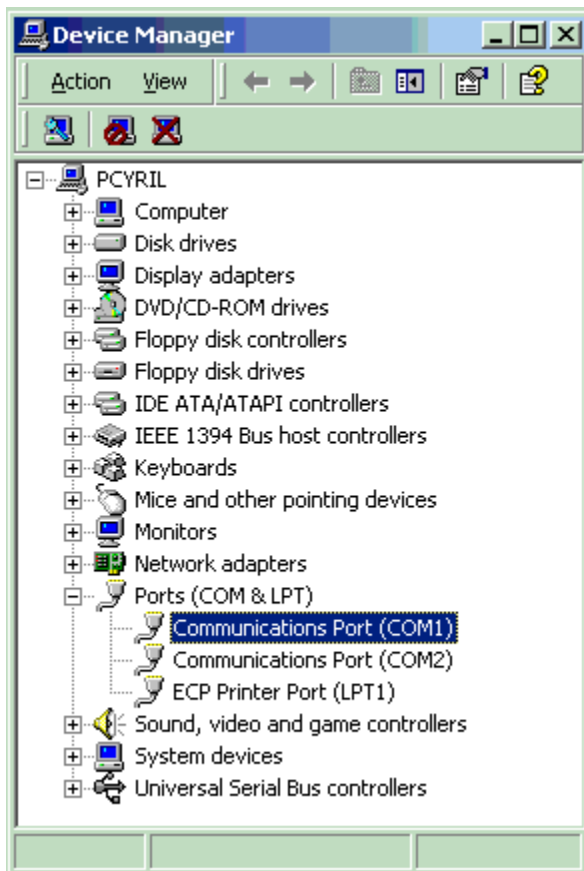 Device Manager
Action View
PCYRIL
Computer
Disk drives
Display adapters
DVD/CD-ROM drives
Floppy disk controllers
Floppy disk drives
IDE ATA/ATAPI controllers
IEEE 1394 Bus host controllers
Keyboards
Mice and other pointing devices
Monitors
Network adapters
Ports (COM & LPT)
Communications Port (COM1)
Communications Port (COM2)
ECP Printer Port (LPT1)
Sound, video and game controllers
System devices
Universal Serial Bus controllers